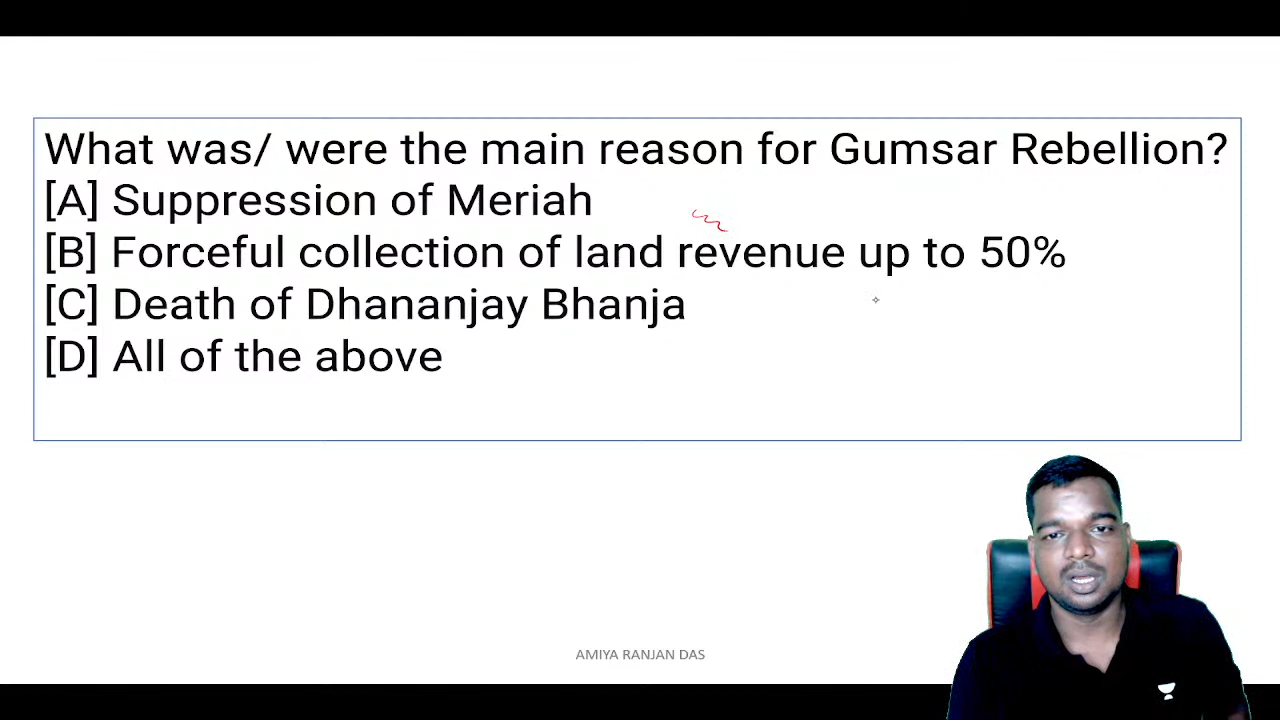 What was/ were the main reason for Gumsar Rebellion?
[A] Suppression of Meriah
[B] Forceful collection of land revenue up to 50%
[C] Death of Dhananjay Bhanja
[D] All of the above
AMIYA RANJAN DAS